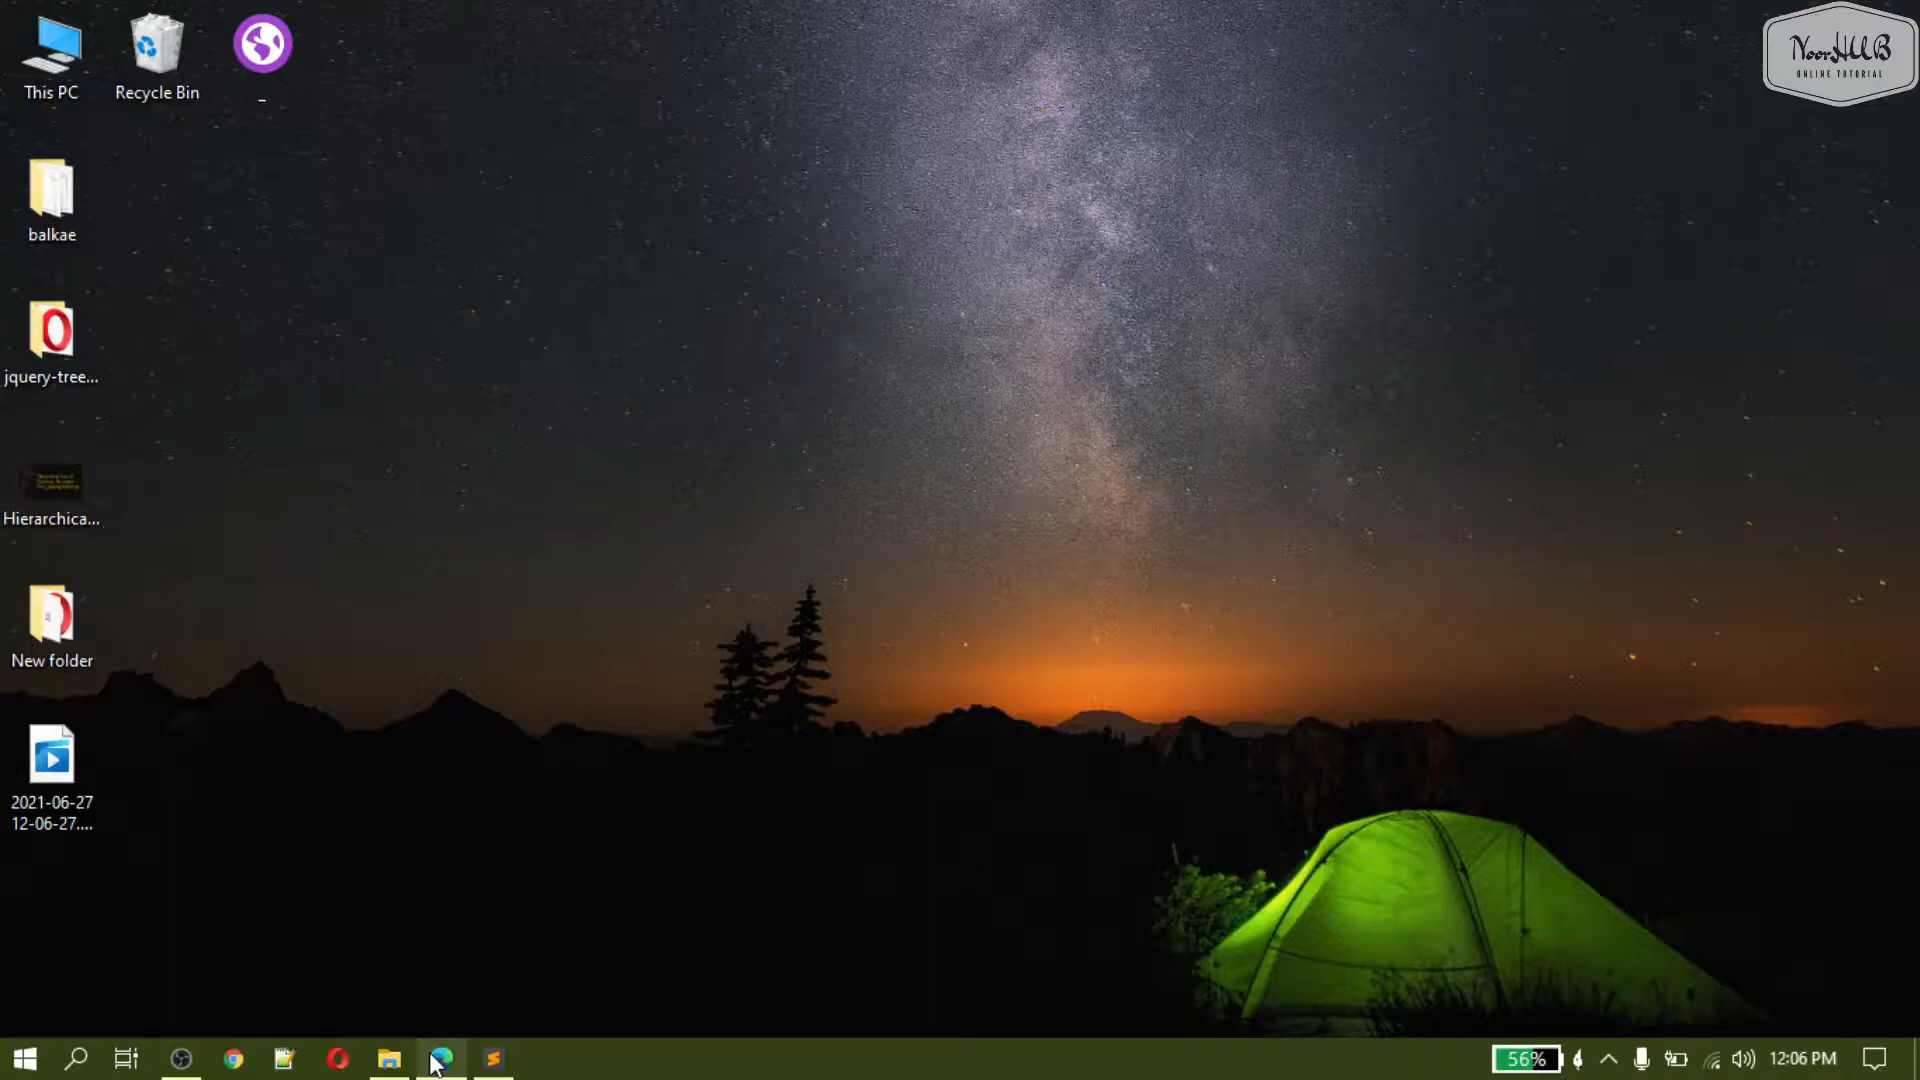 This PC
Recycle Bin
_
NoorHUB
ONLINE TUTORIAL
balkae
jquery-tree...
Hierarchica...
New folder
2021-06-27
12-06-27....
56%
12:06 PM